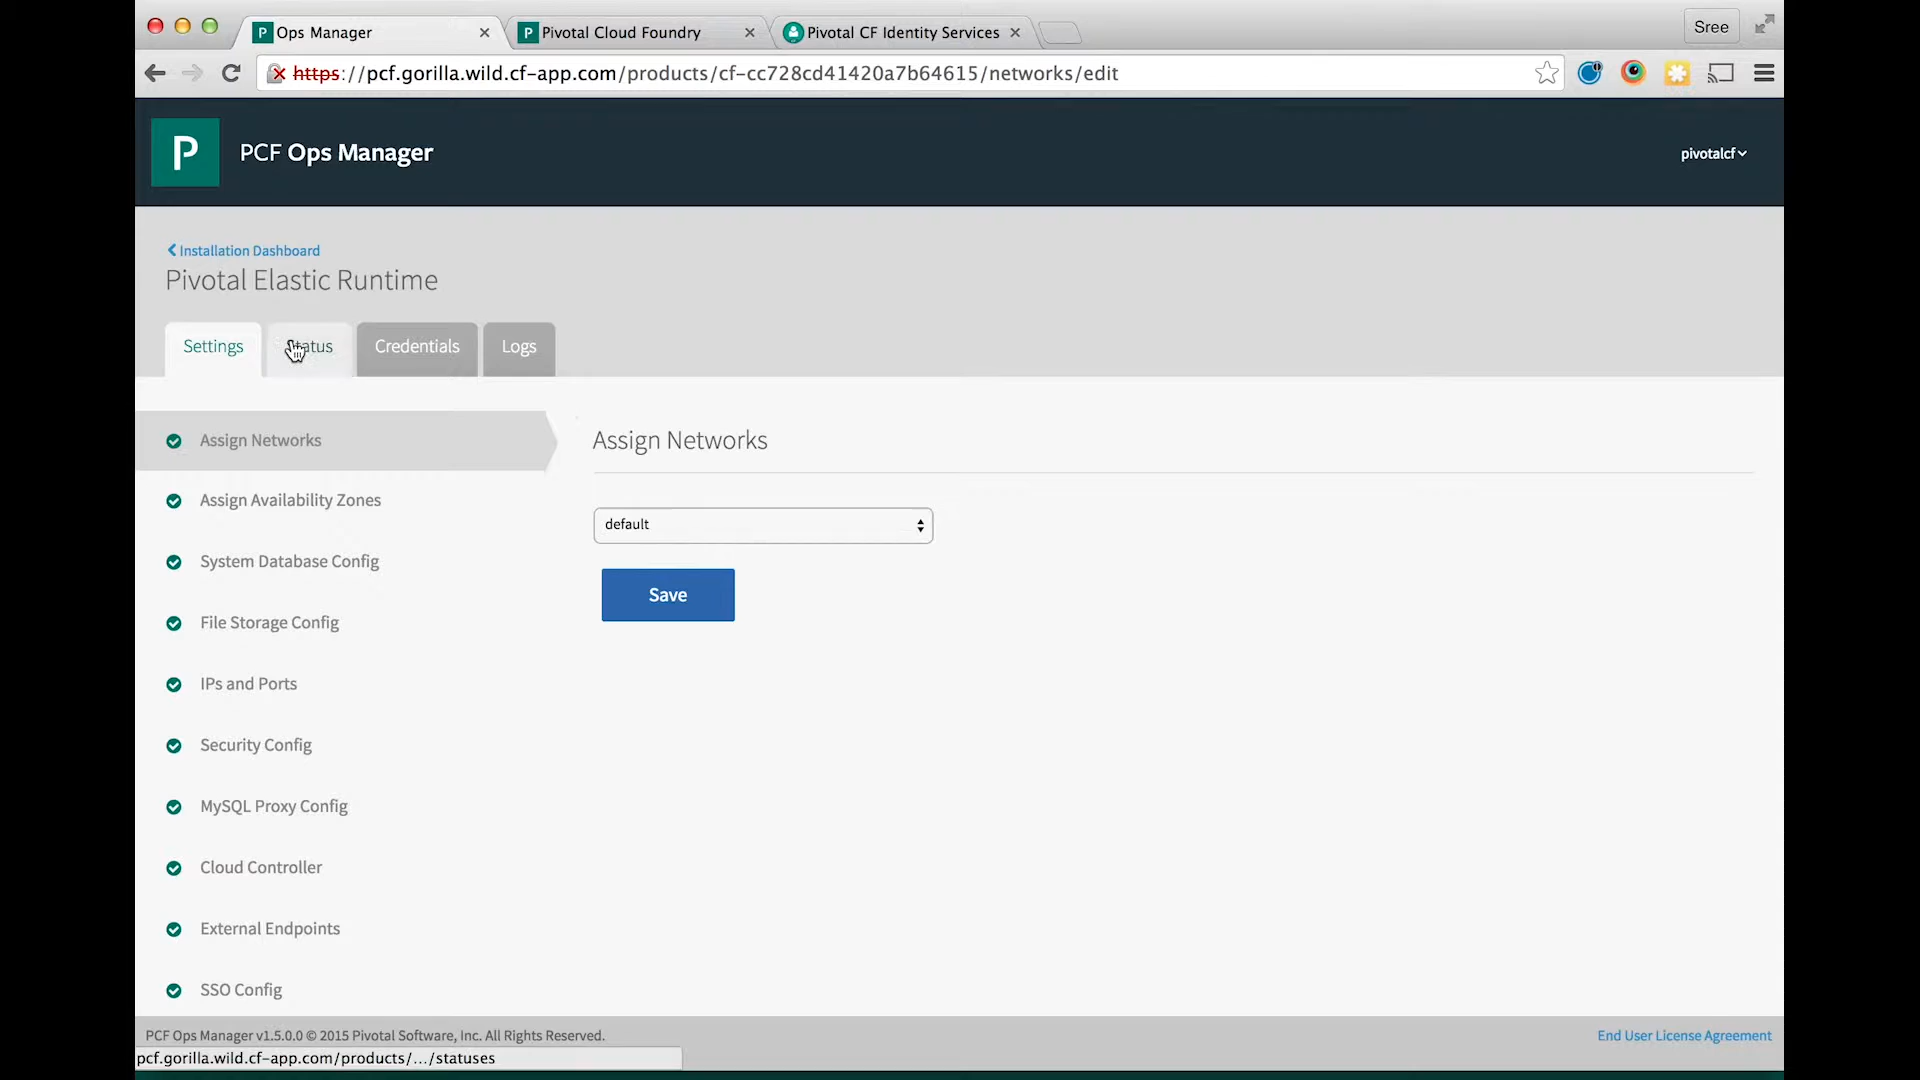 Ops Manager
Pivotal Cloud Foundry
Pivotal CF Identity Services
Sree
https://pcf.gorilla.wild.cf-app.com/products/cf-cc728cd41420a7b64615/networks/edit
P
PCF Ops Manager
pivotalcf
Installation Dashboard
Pivotal Elastic Runtime
Settings
Status
Credentials
Logs
Assign Networks
Assign Availability Zones
System Database Config
File Storage Config
IPs and Ports
Security Config
MySQL Proxy Config
Cloud Controller
External Endpoints
SSO Config
Assign Networks
default
Save
PCF Ops Manager v1.5.0.0 © 2015 Pivotal Software, Inc. All Rights Reserved.
End User License Agreement
pcf.gorilla.wild.cf-app.com/products/.../statuses